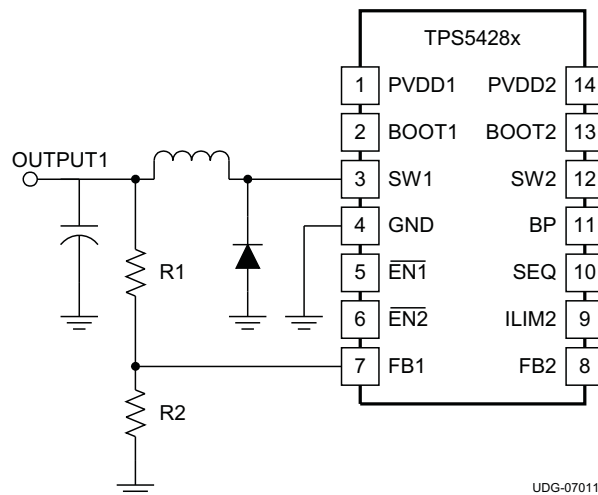 TPS5428x
1 PVDD1 PVDD2 14
2 BOOT1 BOOT2 13
OUTPUT1
3 SW1 SW2 12
4 GND BP 11
R1
5 EN1 SEQ 10
6 EN2 ILIM2 9
7 FB1 FB2 8
R2
UDG-07011